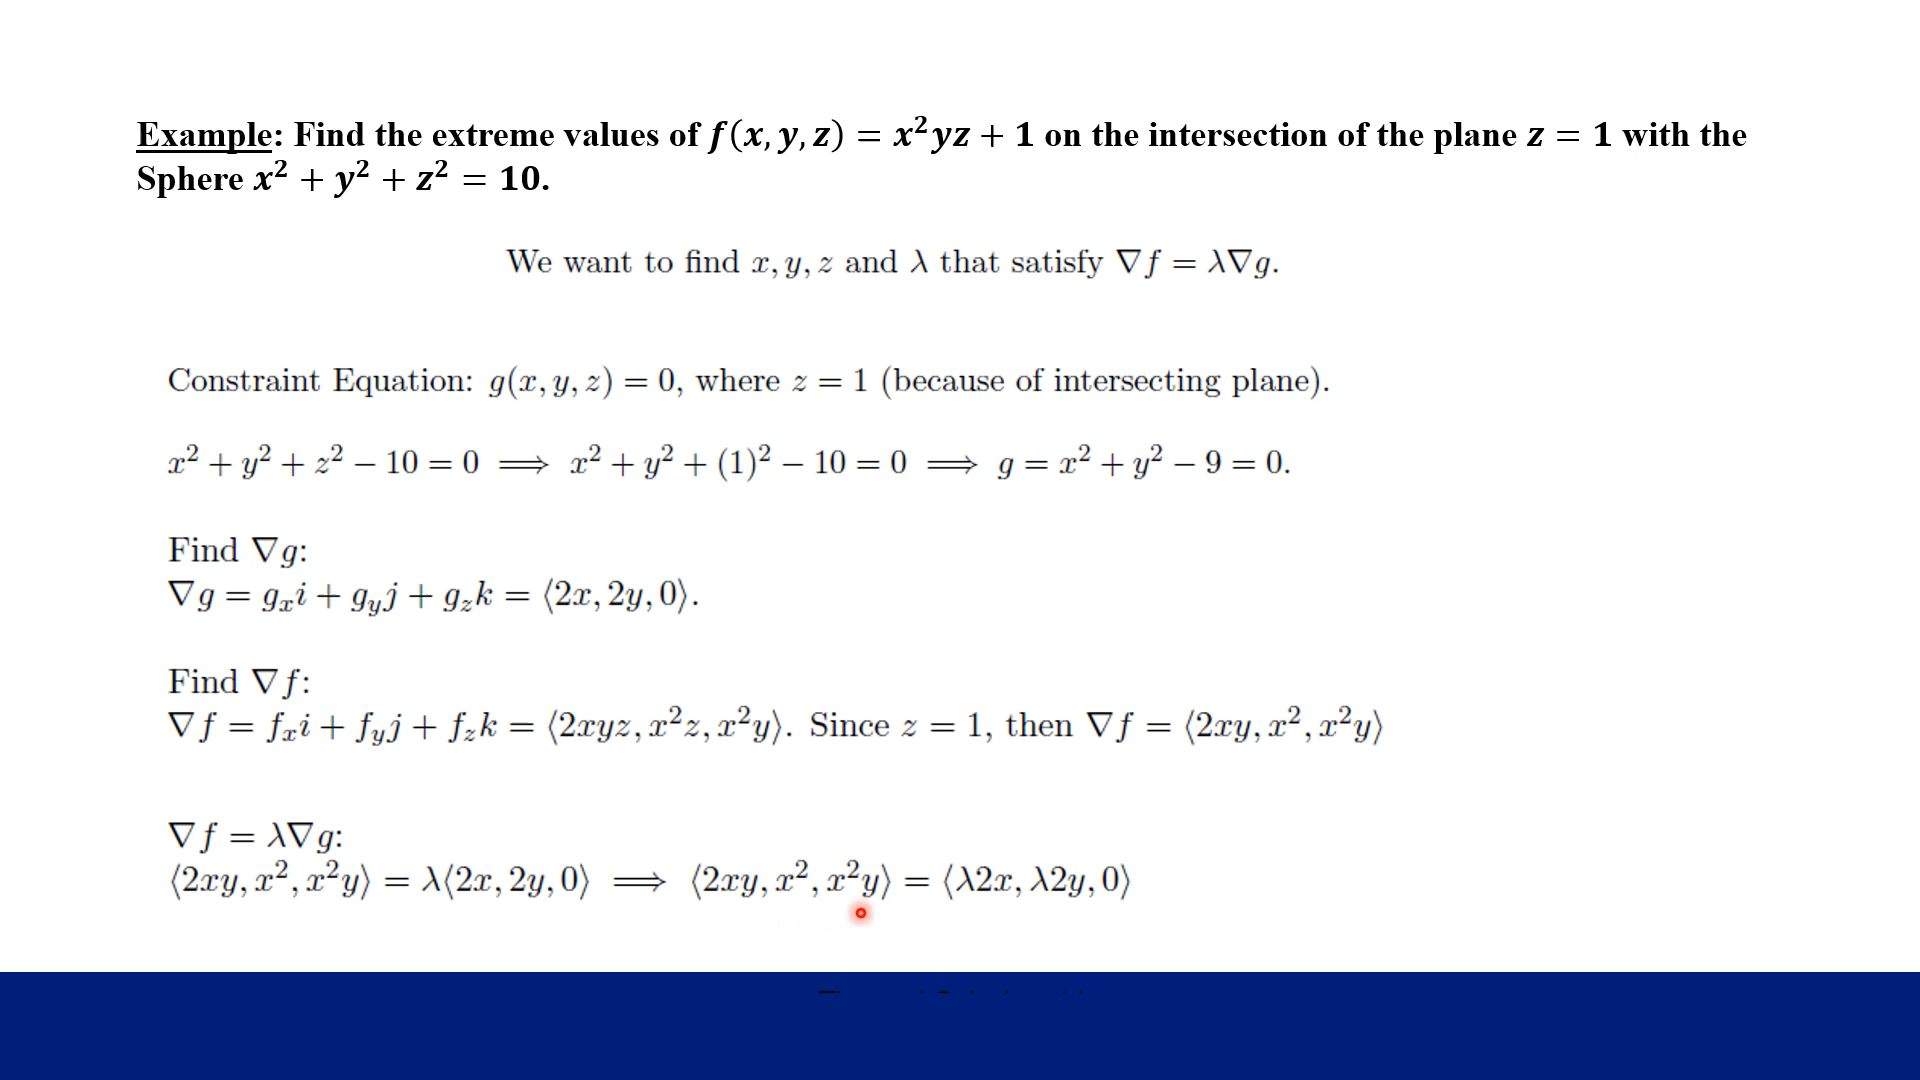 Example: Find the extreme values of f(x, y, z) = x²yz + 1 on the intersection of the plane z = 1 with the
Sphere x² + y² + z² = 10.
We want to find x, y, z and λ that satisfy ∇f = λ∇g.
Constraint Equation: g(x, y, z) = 0, where z = 1 (because of intersecting plane).
x² + y² + z² − 10 = 0 ⟹ x² + y² + (1)² − 10 = 0 ⟹ g = x² + y² − 9 = 0.
Find ∇g:
∇g = gₓi + g_yj + g_zk = ⟨2x, 2y, 0⟩.
Find ∇f:
∇f = fₓi + f_yj + f_zk = ⟨2xyz, x²z, x²y⟩. Since z = 1, then ∇f = ⟨2xy, x², x²y⟩
∇f = λ∇g:
⟨2xy, x², x²y⟩ = λ⟨2x, 2y, 0⟩ ⟹ ⟨2xy, x², x²y⟩ = ⟨λ2x, λ2y, 0⟩